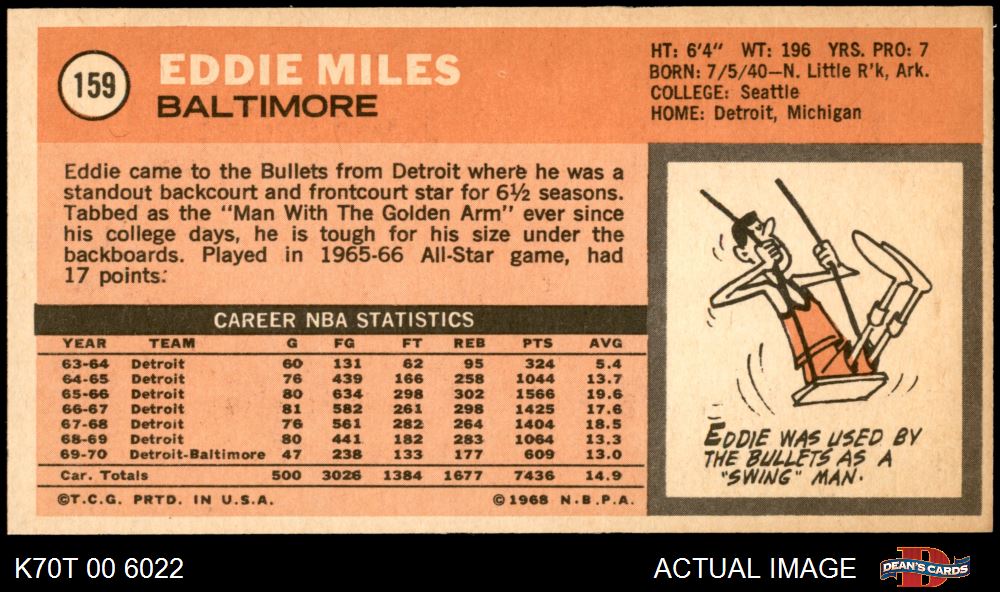 159
EDDIE MILES
BALTIMORE
HT: 6'4" WT: 196 YRS. PRO: 7
BORN: 7/5/40—N. Little R'k, Ark.
COLLEGE: Seattle
HOME: Detroit, Michigan
Eddie came to the Bullets from Detroit where he was a
standout backcourt and frontcourt star for 6½ seasons.
Tabbed as the "Man With The Golden Arm" ever since
his college days, he is tough for his size under the
backboards. Played in 1965-66 All-Star game, had
17 points.
CAREER NBA STATISTICS
YEAR TEAM G FG FT REB PTS AVG
63-64 Detroit 60 131 62 95 324 5.4
64-65 Detroit 76 439 166 258 1044 13.7
65-66 Detroit 80 634 298 302 1566 19.6
66-67 Detroit 81 582 261 298 1425 17.6
67-68 Detroit 76 561 282 264 1404 18.5
68-69 Detroit 80 441 182 283 1064 13.3
69-70 Detroit-Baltimore 47 238 133 177 609 13.0
Car. Totals 500 3026 1384 1677 7436 14.9
©T.C.G. PRTD. IN U.S.A. ©1968 N.B.P.A.
EDDIE WAS USED BY
THE BULLETS AS A
"SWING" MAN.
K70T 00 6022
ACTUAL IMAGE
D
DEAN'S CARDS